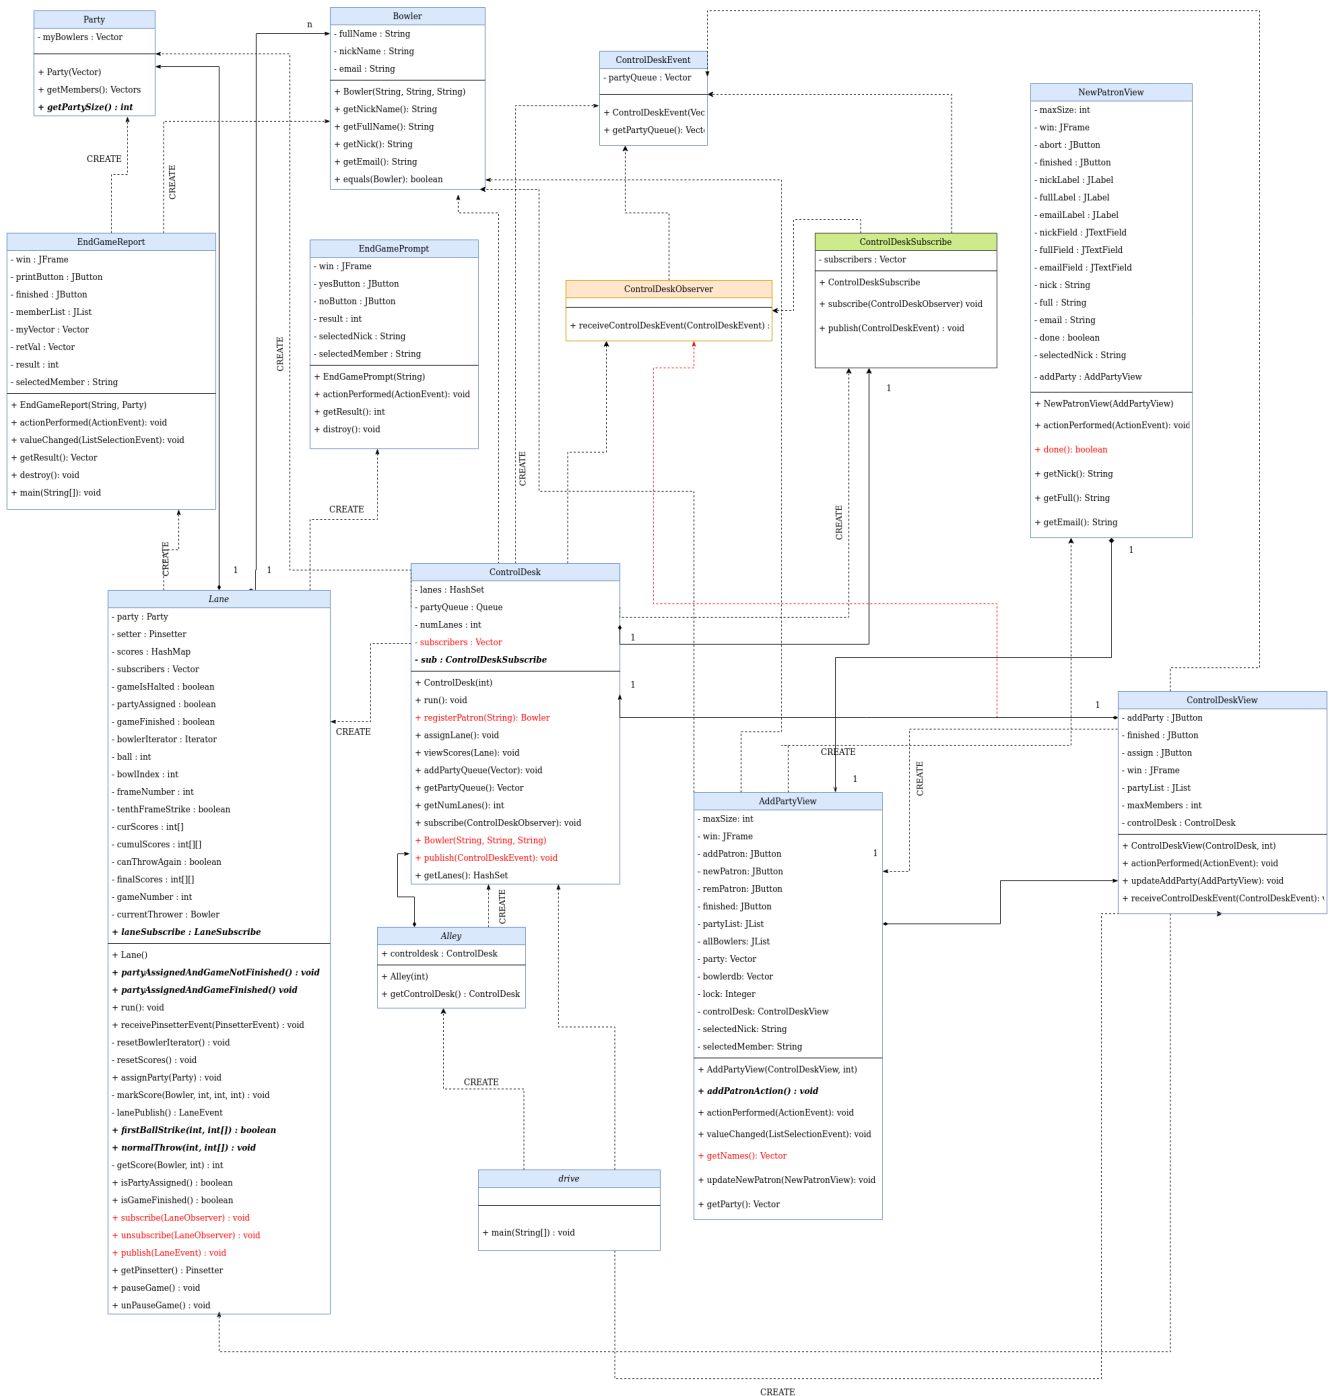 Party
- myBowlers : Vector
+ Party(Vector)
+ getMembers(): Vectors
+ getPartySize() : int
n
Bowler
- fullName : String
- nickName : String
- email : String
+ Bowler(String, String, String)
+ getNickName(): String
+ getFullName(): String
+ getNick(): String
+ getEmail(): String
+ equals(Bowler): boolean
ControlDeskEvent
- partyQueue : Vector
+ ControlDeskEvent(Vec
+ getPartyQueue(): Vect
NewPatronView
- maxSize: int
- win: JFrame
- abort : JButton
- finished : JButton
- nickLabel : JLabel
- fullLabel : JLabel
- emailLabel : JLabel
- nickField : JTextField
- fullField : JTextField
- emailField : JTextField
- nick : String
- full : String
- email : String
- done : boolean
- selectedNick : String
- addParty : AddPartyView
+ NewPatronView(AddPartyView)
+ actionPerformed(ActionEvent): void
+ done(): boolean
+ getNick(): String
+ getFull(): String
+ getEmail(): String
CREATE
CREATE
EndGameReport
- win : JFrame
- printButton : JButton
- finished : JButton
- memberList : JList
- myVector : Vector
- retVal : Vector
- result : int
- selectedMember : String
+ EndGameReport(String, Party)
+ actionPerformed(ActionEvent): void
+ valueChanged(ListSelectionEvent): void
+ getResult(): Vector
+ destroy(): void
+ main(String[]): void
CREATE
EndGamePrompt
- win : JFrame
- yesButton : JButton
- noButton : JButton
- result : int
- selectedNick : String
- selectedMember : String
+ EndGamePrompt(String)
+ actionPerformed(ActionEvent): void
+ getResult(): int
+ distroy(): void
ControlDeskObserver
+ receiveControlDeskEvent(ControlDeskEvent) :
ControlDeskSubscribe
- subscribers : Vector
+ ControlDeskSubscribe
+ subscribe(ControlDeskObserver) void
+ publish(ControlDeskEvent) : void
1
CREATE
CREATE
CREATE
CREATE
1
1
1
Lane
- party : Party
- setter : Pinsetter
- scores : HashMap
- subscribers : Vector
- gameIsHalted : boolean
- partyAssigned : boolean
- gameFinished : boolean
- bowlerIterator : Iterator
- ball : int
- bowlIndex : int
- frameNumber : int
- tenthFrameStrike : boolean
- curScores : int[]
- cumulScores : int[][]
- canThrowAgain : boolean
- finalScores : int[][]
- gameNumber : int
- currentThrower : Bowler
+ laneSubscribe : LaneSubscribe
+ Lane()
+ partyAssignedAndGameNotFinished() : void
+ partyAssignedAndGameFinished() void
+ run(): void
+ receivePinsetterEvent(PinsetterEvent) : void
- resetBowlerIterator() : void
- resetScores() : void
+ assignParty(Party) : void
- markScore(Bowler, int, int, int) : void
- lanePublish() : LaneEvent
+ firstBallStrike(int, int[]) : boolean
+ normalThrow(int, int[]) : void
- getScore(Bowler, int) : int
+ isPartyAssigned() : boolean
+ isGameFinished() : boolean
+ subscribe(LaneObserver) : void
+ unsubscribe(LaneObserver) : void
+ publish(LaneEvent) : void
+ getPinsetter() : Pinsetter
+ pauseGame() : void
+ unPauseGame() : void
CREATE
ControlDesk
- lanes : HashSet
- partyQueue : Queue
- numLanes : int
- subscribers : Vector
- sub : ControlDeskSubscribe
+ ControlDesk(int)
+ run(): void
+ registerPatron(String): Bowler
+ assignLane(): void
+ viewScores(Lane): void
+ addPartyQueue(Vector): void
+ getPartyQueue(): Vector
+ getNumLanes(): int
+ subscribe(ControlDeskObserver): void
+ Bowler(String, String, String)
+ publish(ControlDeskEvent): void
+ getLanes(): HashSet
1
1
1
CREATE
CREATE
1
1
ControlDeskView
- addParty : JButton
- finished : JButton
- assign : JButton
- win : JFrame
- partyList : JList
- maxMembers : int
- controlDesk : ControlDesk
+ ControlDeskView(ControlDesk, int)
+ actionPerformed(ActionEvent): void
+ updateAddParty(AddPartyView): void
+ receiveControlDeskEvent(ControlDeskEvent):
AddPartyView
- maxSize: int
- win: JFrame
- addPatron: JButton
- newPatron: JButton
- remPatron: JButton
- finished: JButton
- partyList: JList
- allBowlers: JList
- party: Vector
- bowlerdb: Vector
- lock: Integer
- controlDesk: ControlDeskView
- selectedNick: String
- selectedMember: String
+ AddPartyView(ControlDeskView, int)
+ addPatronAction() : void
+ actionPerformed(ActionEvent): void
+ valueChanged(ListSelectionEvent): void
+ getNames(): Vector
+ updateNewPatron(NewPatronView): void
+ getParty(): Vector
CREATE
Alley
+ controldesk : ControlDesk
+ Alley(int)
+ getControlDesk() : ControlDesk
CREATE
drive
+ main(String[]) : void
CREATE